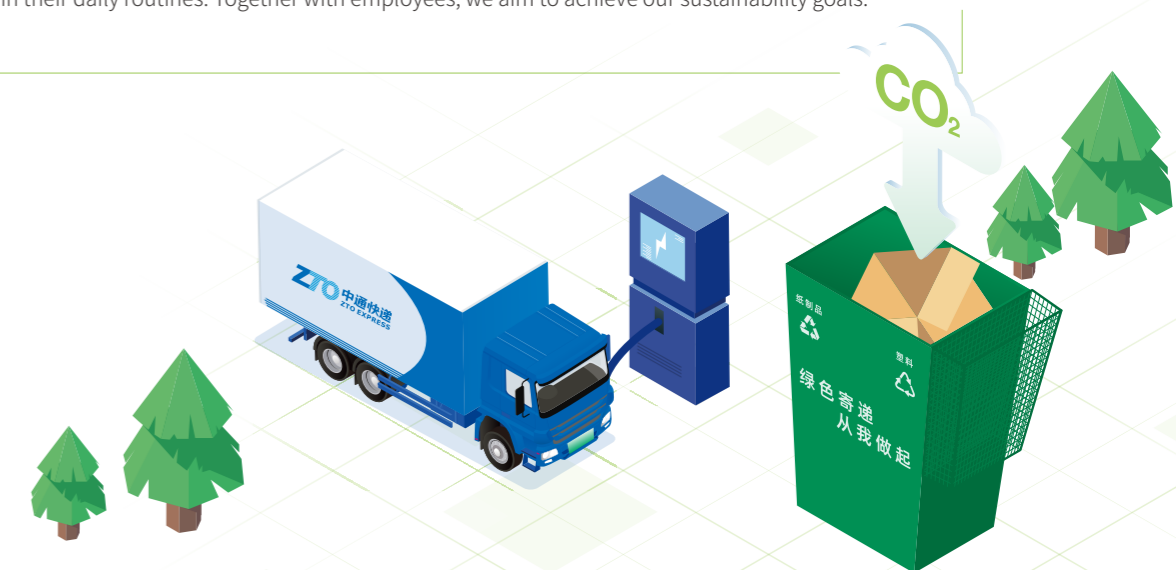 in their daily routines. Together with employees, we aim to achieve our sustainability goals.
CO₂
ZTO 中通快递
ZTO EXPRESS
纸制品
塑料
绿色寄递
从我做起